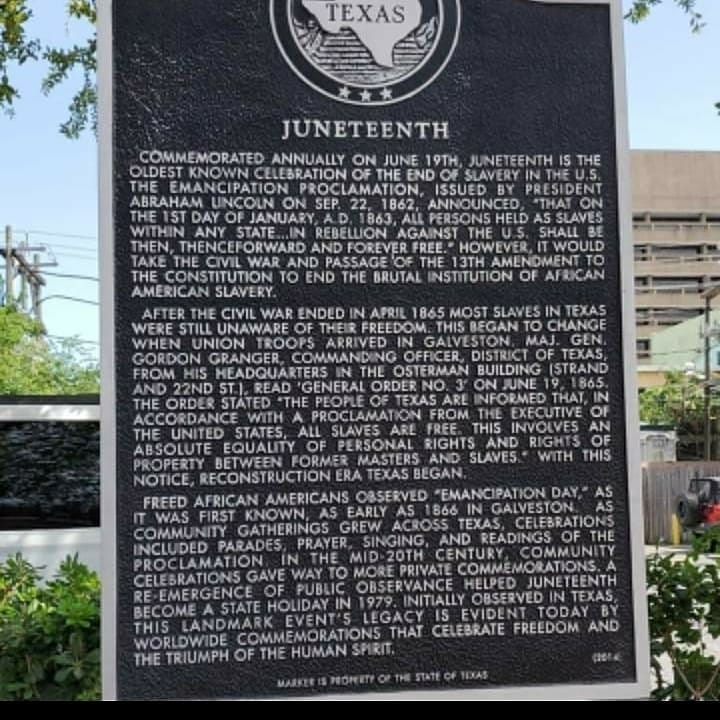 TEXAS
JUNETEENTH
COMMEMORATED ANNUALLY ON JUNE 19TH, JUNETEENTH IS THE
OLDEST KNOWN CELEBRATION OF THE END OF SLAVERY IN THE U.S.
THE EMANCIPATION PROCLAMATION, ISSUED BY PRESIDENT
ABRAHAM LINCOLN ON SEP. 22, 1862, ANNOUNCED, "THAT ON
THE 1ST DAY OF JANUARY, A.D. 1863, ALL PERSONS HELD AS SLAVES
WITHIN ANY STATE...IN REBELLION AGAINST THE U.S. SHALL BE
THEN, THENCEFORWARD AND FOREVER FREE." HOWEVER, IT WOULD
TAKE THE CIVIL WAR AND PASSAGE OF THE 13TH AMENDMENT TO
THE CONSTITUTION TO END THE BRUTAL INSTITUTION OF AFRICAN
AMERICAN SLAVERY.
AFTER THE CIVIL WAR ENDED IN APRIL 1865 MOST SLAVES IN TEXAS
WERE STILL UNAWARE OF THEIR FREEDOM. THIS BEGAN TO CHANGE
WHEN UNION TROOPS ARRIVED IN GALVESTON. MAJ. GEN.
GORDON GRANGER, COMMANDING OFFICER, DISTRICT OF TEXAS,
FROM HIS HEADQUARTERS IN THE OSTERMAN BUILDING (STRAND
AND 22ND ST.), READ 'GENERAL ORDER NO. 3' ON JUNE 19, 1865.
THE ORDER STATED "THE PEOPLE OF TEXAS ARE INFORMED THAT, IN
ACCORDANCE WITH A PROCLAMATION FROM THE EXECUTIVE OF
THE UNITED STATES, ALL SLAVES ARE FREE. THIS INVOLVES AN
ABSOLUTE EQUALITY OF PERSONAL RIGHTS AND RIGHTS OF
PROPERTY BETWEEN FORMER MASTERS AND SLAVES." WITH THIS
NOTICE, RECONSTRUCTION ERA TEXAS BEGAN.
FREED AFRICAN AMERICANS OBSERVED "EMANCIPATION DAY," AS
IT WAS FIRST KNOWN, AS EARLY AS 1866 IN GALVESTON. AS
COMMUNITY GATHERINGS GREW ACROSS TEXAS, CELEBRATIONS
INCLUDED PARADES, PRAYER, SINGING, AND READINGS OF THE
PROCLAMATION. IN THE MID-20TH CENTURY, COMMUNITY
CELEBRATIONS GAVE WAY TO MORE PRIVATE COMMEMORATIONS. A
RE-EMERGENCE OF PUBLIC OBSERVANCE HELPED JUNETEENTH
BECOME A STATE HOLIDAY IN 1979. INITIALLY OBSERVED IN TEXAS,
THIS LANDMARK EVENT'S LEGACY IS EVIDENT TODAY BY
WORLDWIDE COMMEMORATIONS THAT CELEBRATE FREEDOM AND
THE TRIUMPH OF THE HUMAN SPIRIT.
(2014)
MARKER IS PROPERTY OF THE STATE OF TEXAS